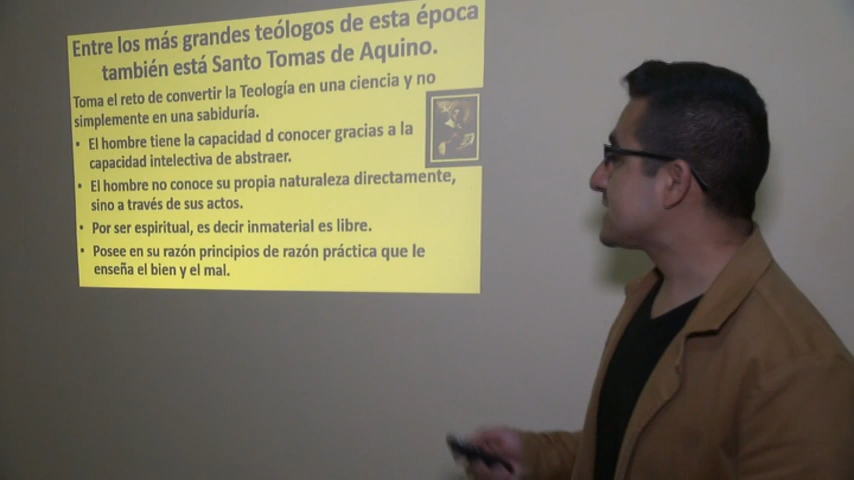 Entre los más grandes teólogos de esta época
también está Santo Tomas de Aquino.
Toma el reto de convertir la Teología en una ciencia y no
simplemente en una sabiduría.
• El hombre tiene la capacidad d conocer gracias a la
capacidad intelectiva de abstraer.
• El hombre no conoce su propia naturaleza directamente,
sino a través de sus actos.
• Por ser espiritual, es decir inmaterial es libre.
• Posee en su razón principios de razón práctica que le
enseña el bien y el mal.